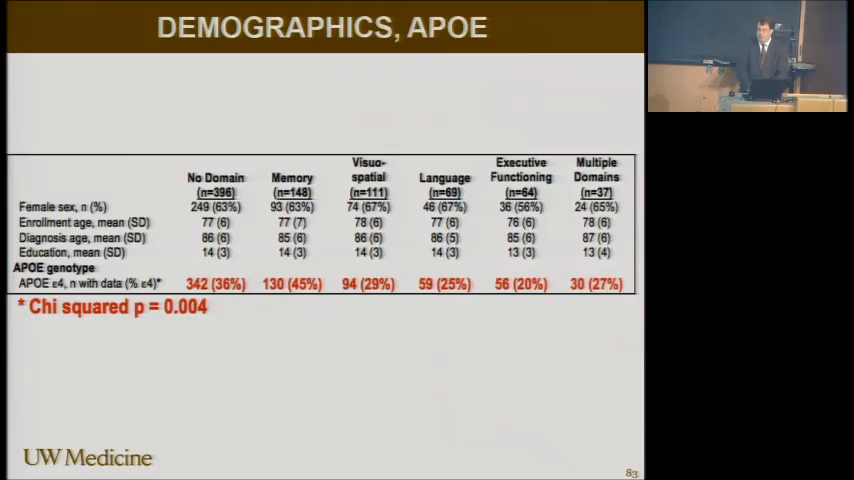 DEMOGRAPHICS, APOE
Visuo- Executive Multiple
No Domain Memory spatial Language Functioning Domains
(n=396) (n=148) (n=111) (n=69) (n=64) (n=37)
Female sex, n (%) 249 (63%) 93 (63%) 74 (67%) 46 (67%) 36 (56%) 24 (65%)
Enrollment age, mean (SD) 77 (6) 77 (7) 78 (6) 77 (6) 76 (6) 78 (6)
Diagnosis age, mean (SD) 86 (6) 85 (6) 86 (6) 86 (5) 85 (6) 87 (6)
Education, mean (SD) 14 (3) 14 (3) 14 (3) 14 (3) 13 (3) 13 (4)
APOE genotype
APOE ε4, n with data (% ε4)* 342 (36%) 130 (45%) 94 (29%) 59 (25%) 56 (20%) 30 (27%)
* Chi squared p = 0.004
UW Medicine
83